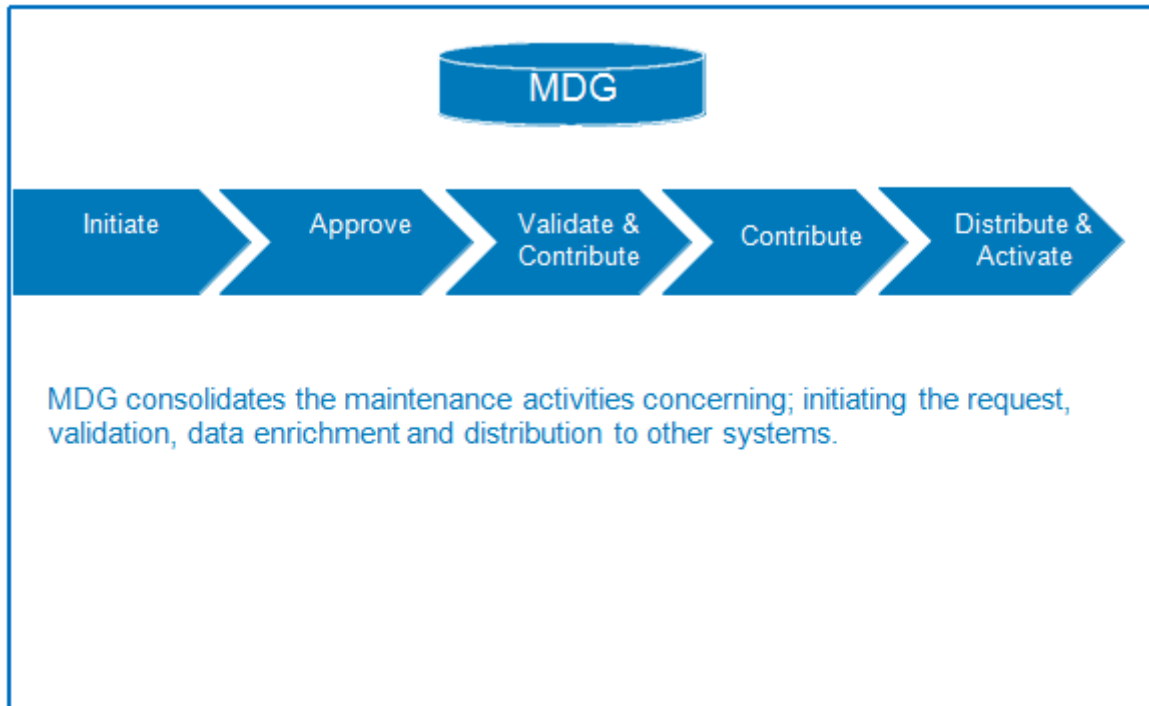 MDG
Initiate
Approve
Validate &
Contribute
Contribute
Distribute &
Activate
MDG consolidates the maintenance activities concerning; initiating the request,
validation, data enrichment and distribution to other systems.